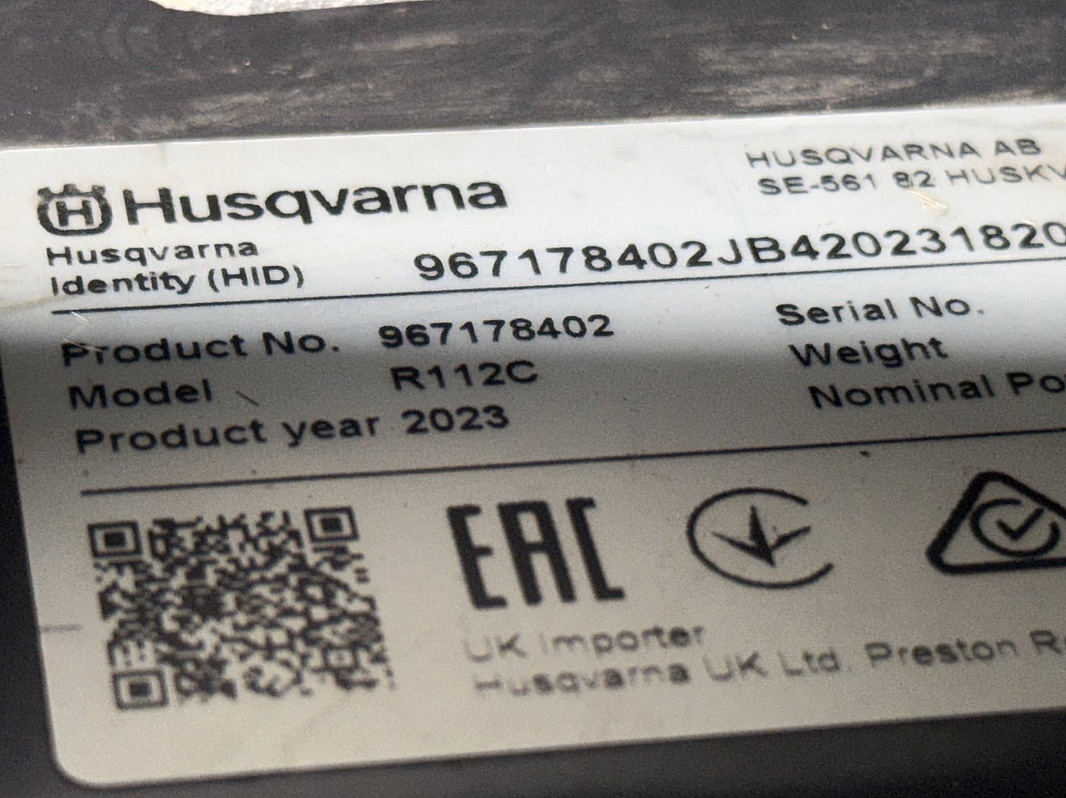 Husqvarna
HUSQVARNA AB
SE-561 82 HUSKV
Husqvarna
Identity (HID) 967178402JB420231820
Product No. 967178402
Serial No.
Model R112C
Weight
Product year 2023
Nominal Po
EAC
UK Importer
Husqvarna UK Ltd. Preston R